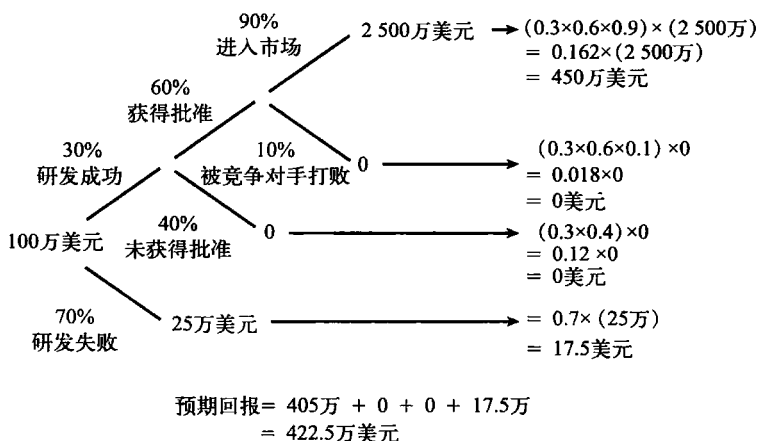 90%
进入市场
2 500万美元
(0.3×0.6×0.9) × (2 500万)
= 0.162×(2 500万)
= 450万美元
60%
获得批准
30%
研发成功
10%
被竞争对手打败
0
(0.3×0.6×0.1) ×0
= 0.018×0
= 0美元
100万美元
40%
未获得批准
0
(0.3×0.4) ×0
= 0.12 ×0
= 0美元
70%
研发失败
25万美元
= 0.7× (25万)
= 17.5美元
预期回报= 405万 + 0 + 0 + 17.5万
= 422.5万美元